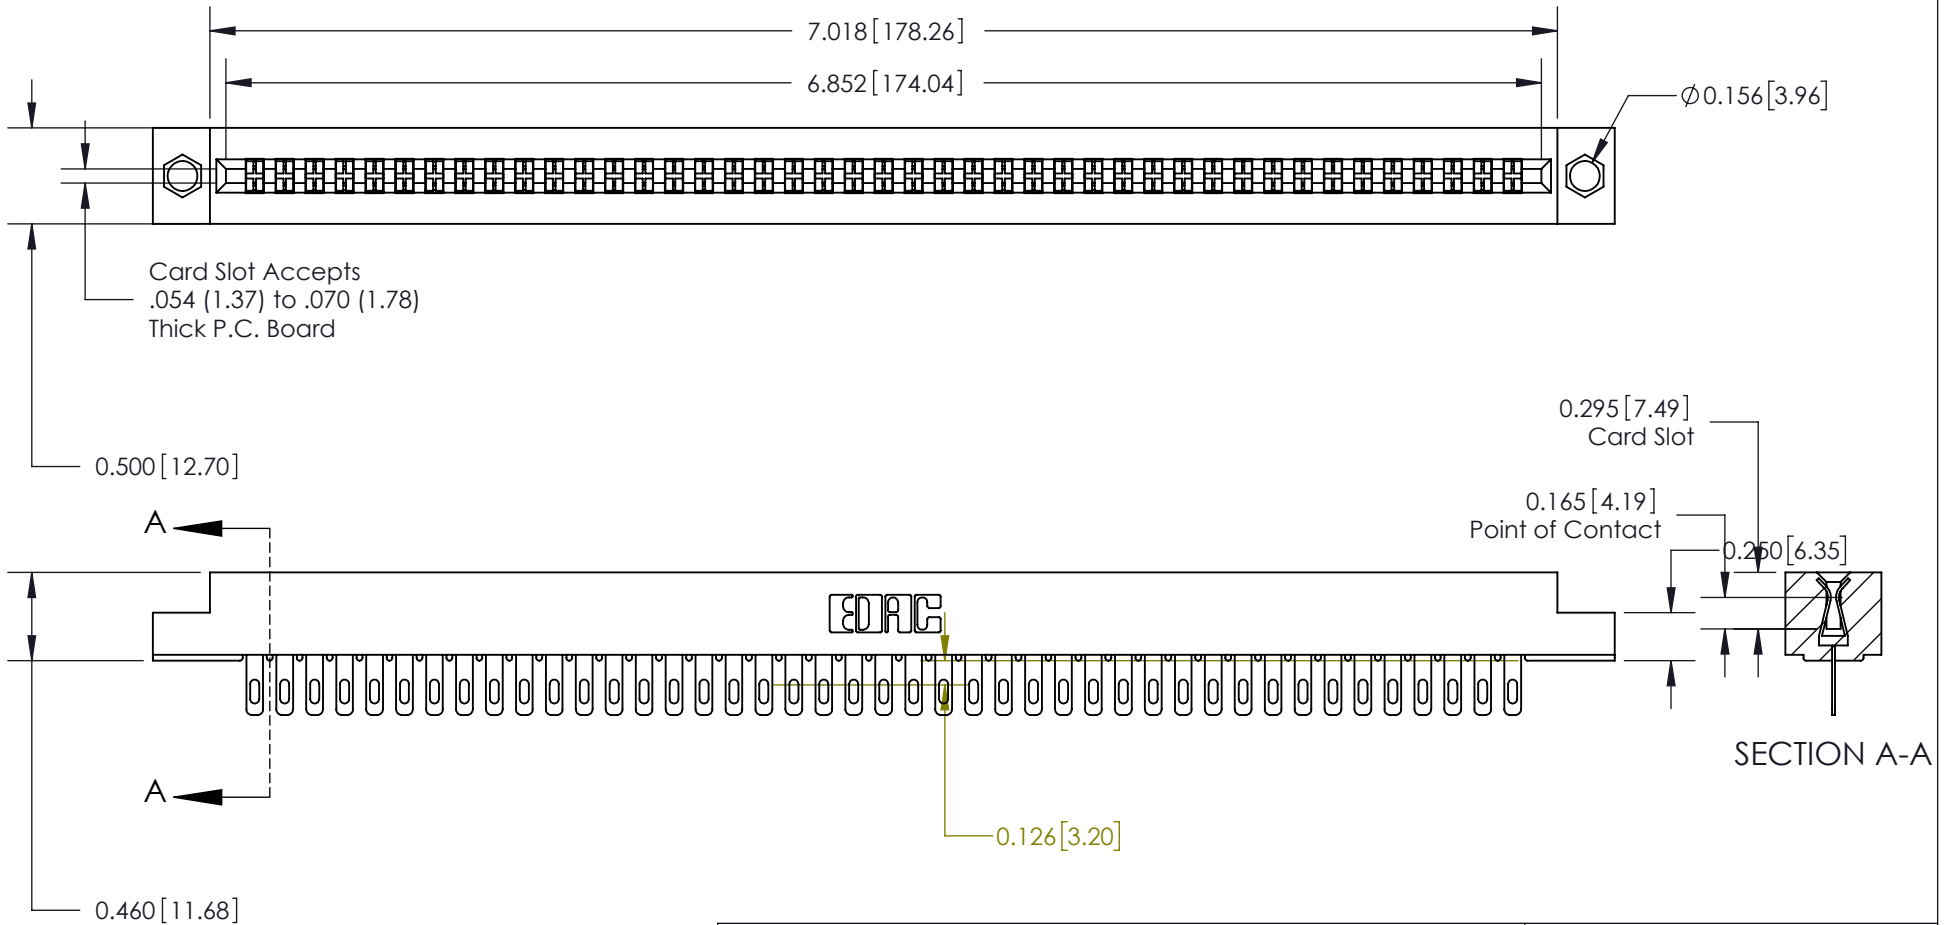 7.018[178.26]
6.852[174.04]
Ø0.156[3.96]
Card Slot Accepts
.054 (1.37) to .070 (1.78)
Thick P.C. Board
0.295[7.49]
Card Slot
0.500[12.70]
0.165[4.19]
Point of Contact
A
0.250[6.35]
EDAC
SECTION A-A
A
0.126[3.20]
0.460[11.68]